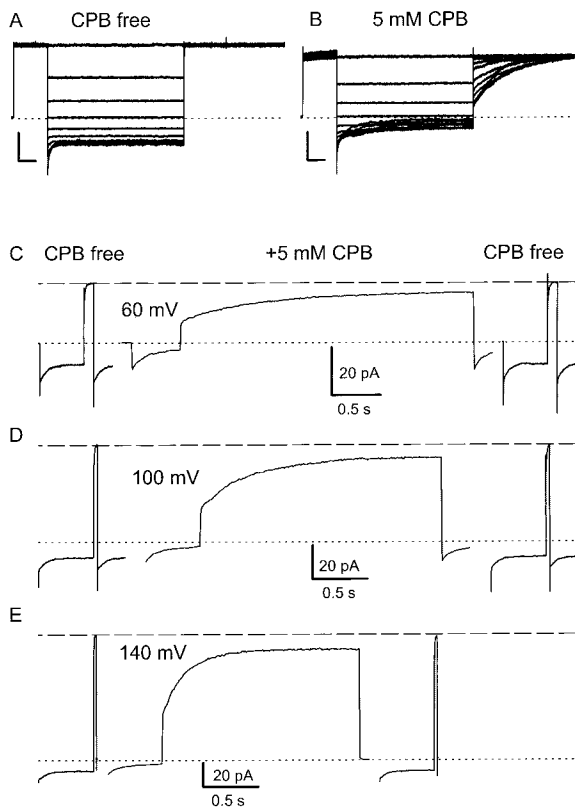 A CPB free B 5 mM CPB
C CPB free +5 mM CPB CPB free
60 mV
20 pA
0.5 s
D
100 mV
20 pA
0.5 s
E
140 mV
20 pA
0.5 s